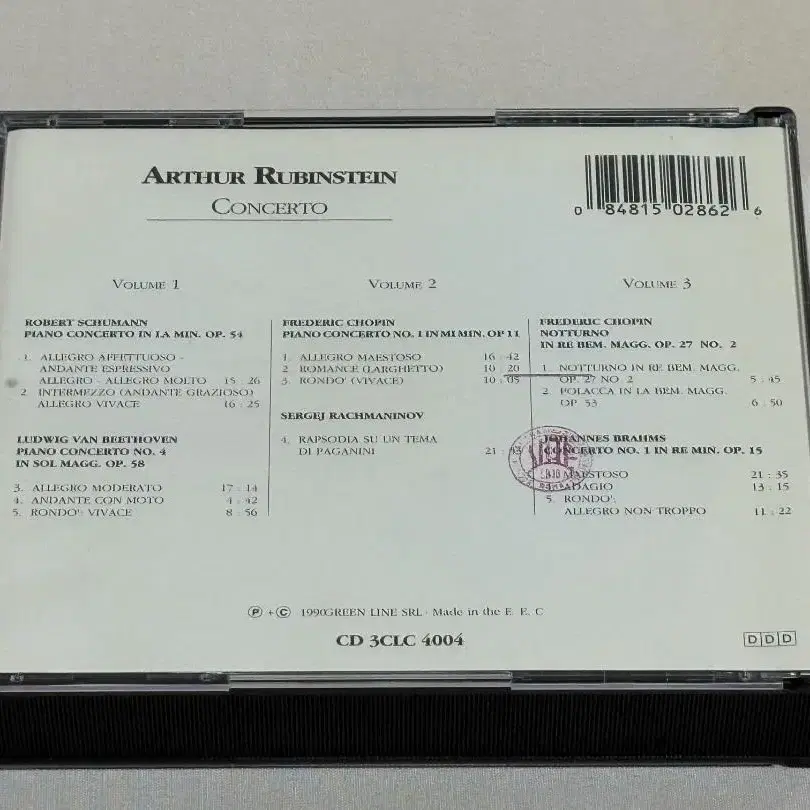 ARTHUR RUBINSTEIN
CONCERTO
0 84815 02862 6
VOLUME 1
ROBERT SCHUMANN
PIANO CONCERTO IN LA MIN. OP. 54
1. ALLEGRO AFFETTUOSO -
ANDANTE ESPRESSIVO
ALLEGRO - ALLEGRO MOLTO 15 : 26
2 INTERMEZZO (ANDANTE GRAZIOSO)
ALLEGRO VIVACE 16 : 25
LUDWIG VAN BEETHOVEN
PIANO CONCERTO NO. 4
IN SOL MAGG. OP. 58
3. ALLEGRO MODERATO 17 : 14
4. ANDANTE CON MOTO 4 : 42
5. RONDO': VIVACE 8 : 56
VOLUME 2
FREDERIC CHOPIN
PIANO CONCERTO NO. 1 IN MI MIN. OP 11
1. ALLEGRO MAESTOSO 16 : 42
2 ROMANCE (LARGHETTO) 10 : 20
3. RONDO' (VIVACE) 10 : 05
SERGEJ RACHMANINOV
4. RAPSODIA SU UN TEMA
DI PAGANINI 21 :
VOLUME 3
FREDERIC CHOPIN
NOTTURNO
IN RE BEM. MAGG. OP. 27 NO. 2
1. NOTTURNO IN RE BEM. MAGG.
OP. 27 NO. 2 5 : 45
2. POLACCA IN LA BEM. MAGG.
OP. 53 6 : 50
JOHANNES BRAHMS
CONCERTO NO. 1 IN RE MIN. OP. 15
MAESTOSO 21 : 35
ADAGIO 13 : 15
5. RONDO':
ALLEGRO NON TROPPO 11 : 22
Ⓟ + © 1990GREEN LINE SRL · Made in the E. E. C
CD 3CLC 4004
DDD